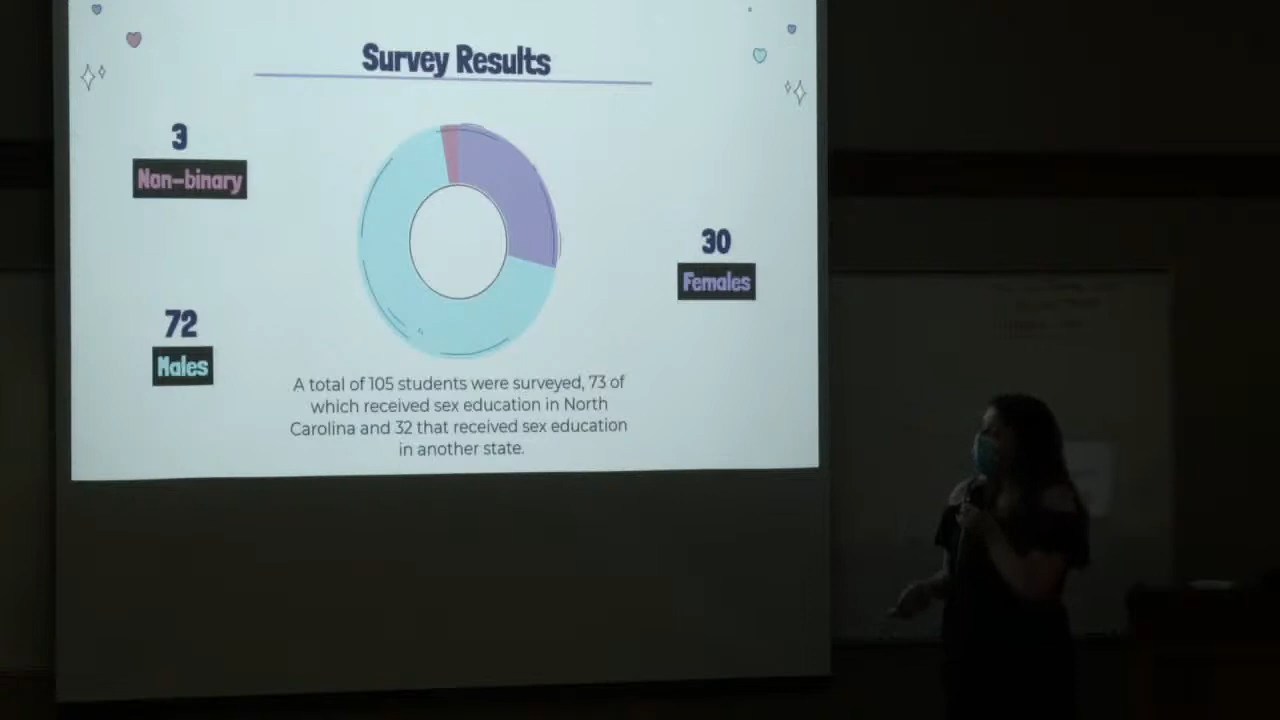 Survey Results
3
Non-binary
30
Females
72
Males
A total of 105 students were surveyed, 73 of
which received sex education in North
Carolina and 32 that received sex education
in another state.